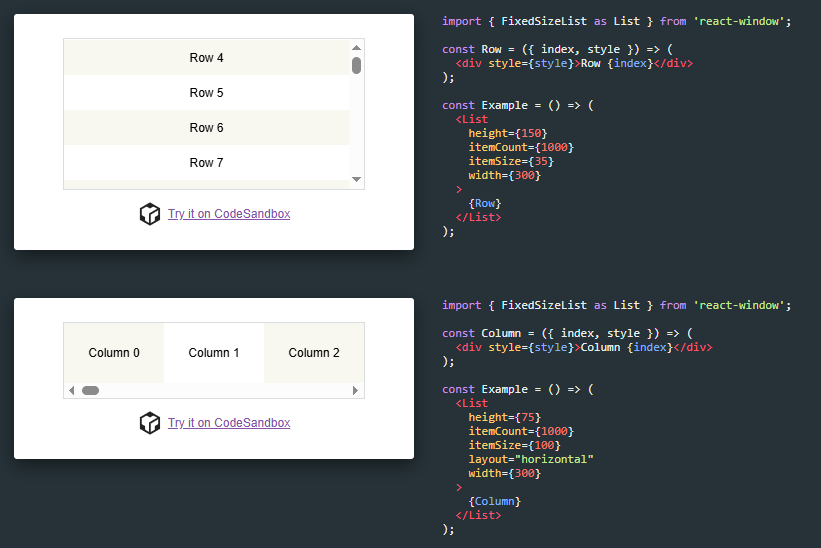 Row 4
Row 5
Row 6
Row 7
Try it on CodeSandbox
import { FixedSizeList as List } from 'react-window';
const Row = ({ index, style }) => (
  <div style={style}>Row {index}</div>
);
const Example = () => (
  <List
    height={150}
    itemCount={1000}
    itemSize={35}
    width={300}
  >
    {Row}
  </List>
);
Column 0 Column 1 Column 2
Try it on CodeSandbox
import { FixedSizeList as List } from 'react-window';
const Column = ({ index, style }) => (
  <div style={style}>Column {index}</div>
);
const Example = () => (
  <List
    height={75}
    itemCount={1000}
    itemSize={100}
    layout="horizontal"
    width={300}
  >
    {Column}
  </List>
);